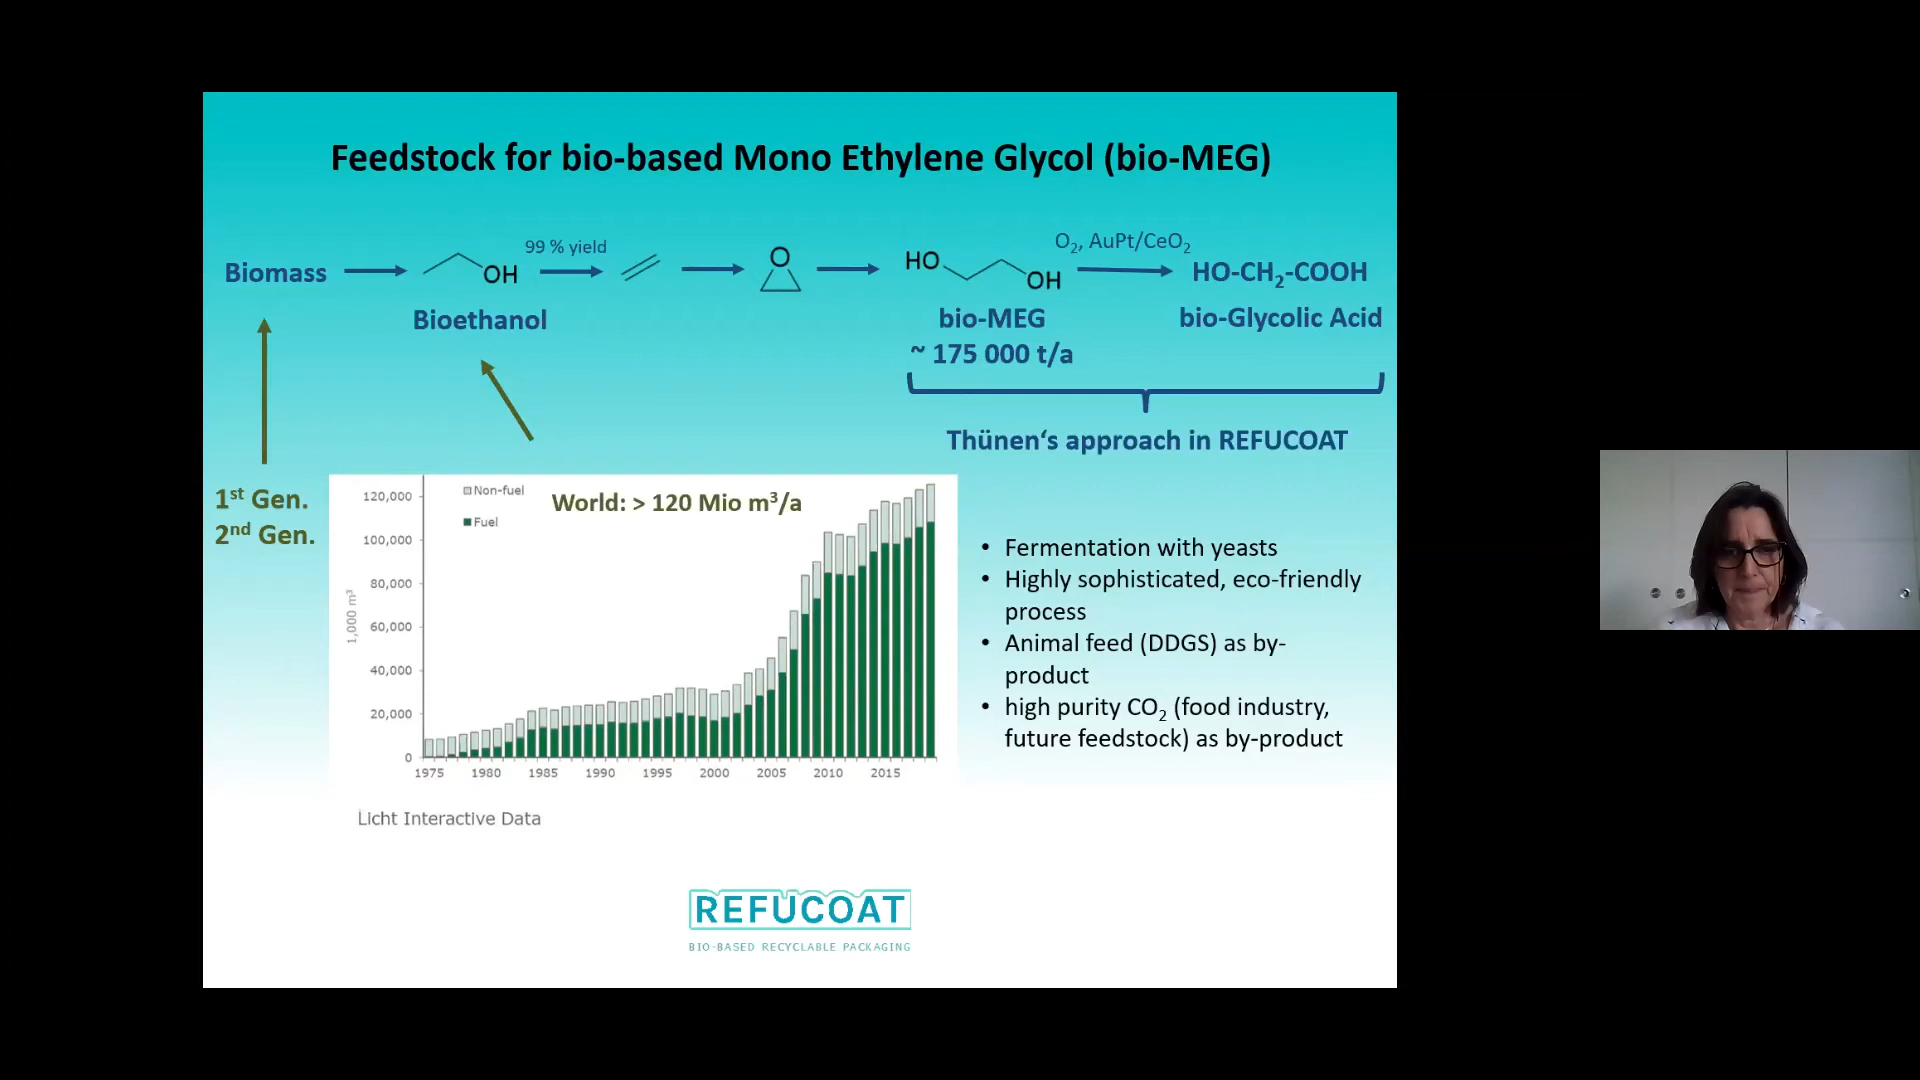 Feedstock for bio-based Mono Ethylene Glycol (bio-MEG)
99 % yield
O₂, AuPt/CeO₂
Biomass
OH
O
HO
OH
HO-CH₂-COOH
Bioethanol
bio-MEG
~ 175 000 t/a
bio-Glycolic Acid
Thünen‘s approach in REFUCOAT
1st Gen.
2nd Gen.
World: > 120 Mio m³/a
Non-fuel
Fuel
1,000 m³
120,000
100,000
80,000
60,000
40,000
20,000
0
1975 1980 1985 1990 1995 2000 2005 2010 2015
Licht Interactive Data
• Fermentation with yeasts
• Highly sophisticated, eco-friendly
process
• Animal feed (DDGS) as by-
product
• high purity CO₂ (food industry,
future feedstock) as by-product
REFUCOAT
BIO-BASED RECYCLABLE PACKAGING